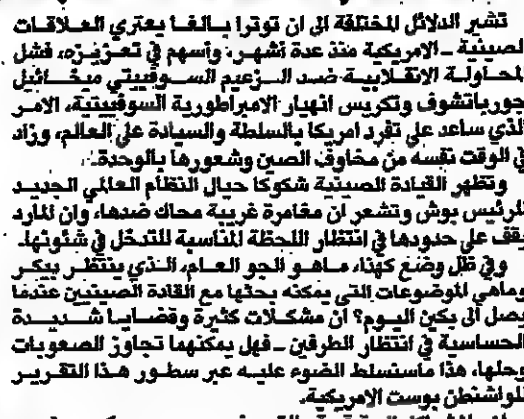 تشير الدلائل المختلفة الى ان توترا بالغا يعتري العلاقات
الصينية ـ الامريكية منذ عدة اشهر، وأسهم في تعزيزه، فشل
المحاولة الانقلابية ضد الزعيم السوفييتي ميخائيل
جورباتشوف وتكريس انهيار الامبراطورية السوفييتية، الامر
الذي ساعد على تفرد امريكا بالسلطة والسيادة على العالم، وزاد
في الوقت نفسه من مخاوف الصين وشعورها بالوحدة.
وتظهر القيادة الصينية شكوكا حيال النظام العالمي الجديد
للرئيس بوش وتشعر ان مغامرة غريبة تحاك ضدها، وان المارد
يقف على حدودها في انتظار اللحظة المناسبة للتدخل في شئونها.
وفي ظل وضع كهذا، ماهو الجو العام، الذي ينتظر بيكر
وماهي الموضوعات التي يمكنه بحثها مع القادة الصينيين عندما
يصل الى بكين اليوم؟ ان مشكلات كثيرة وقضايا شديدة
الحساسية في انتظار الطرفين ـ فهل يمكنهما تجاوز الصعوبات
وحلها، هذا ماستسلط الضوء عليه عبر سطور هذا التقرير
لواشنطن بوست الامريكية.